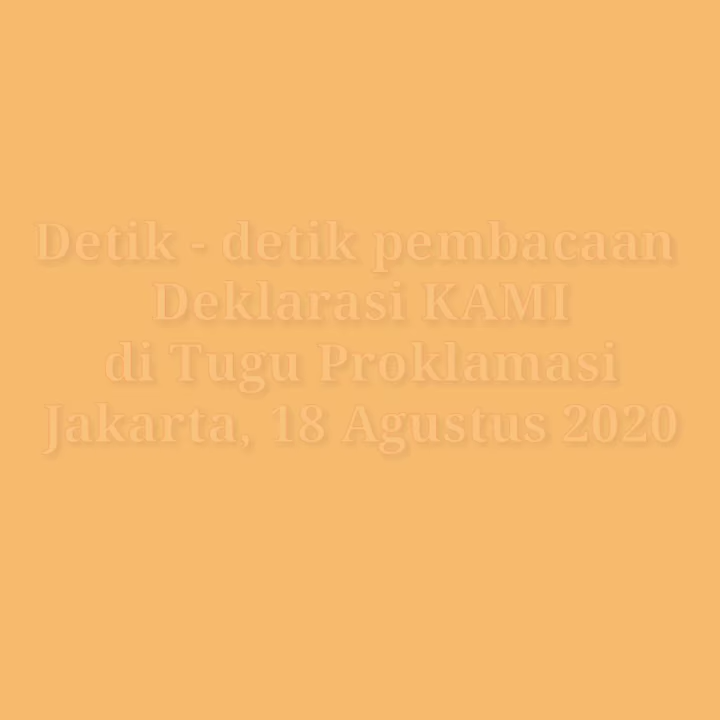 Detik - detik pembacaan
Deklarasi KAMI
di Tugu Proklamasi
Jakarta, 18 Agustus 2020